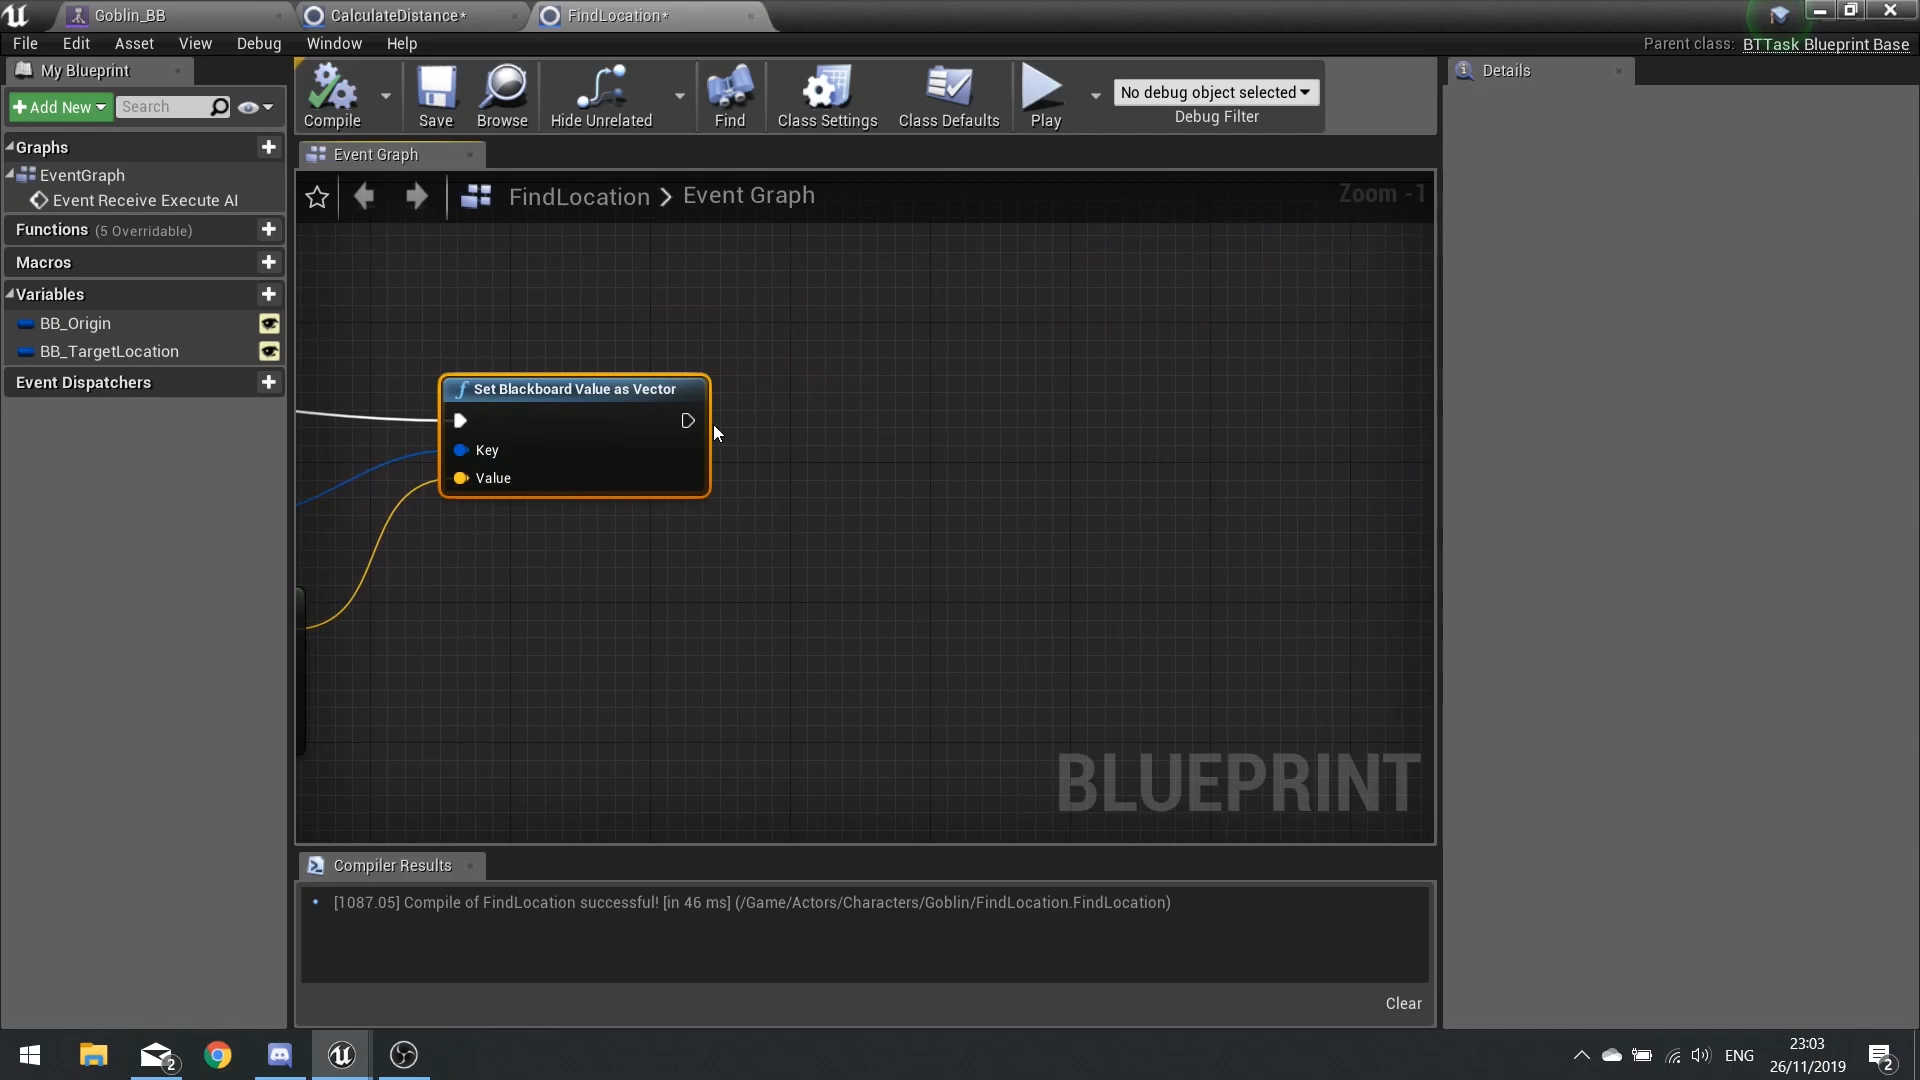 Goblin_BB
CalculateDistance*
FindLocation*
File Edit Asset View Debug Window Help
Parent class: BTTask Blueprint Base
My Blueprint
Add New
Search
Compile
Save
Browse
Hide Unrelated
Find
Class Settings
Class Defaults
Play
No debug object selected
Debug Filter
Details
Graphs
EventGraph
Event Receive Execute AI
Functions (5 Overridable)
Macros
Variables
BB_Origin
BB_TargetLocation
Event Dispatchers
Event Graph
FindLocation > Event Graph
Zoom -1
Set Blackboard Value as Vector
Key
Value
BLUEPRINT
Compiler Results
[1087.05] Compile of FindLocation successful! [in 46 ms] (/Game/Actors/Characters/Goblin/FindLocation.FindLocation)
Clear
2
ENG
23:03
26/11/2019
2